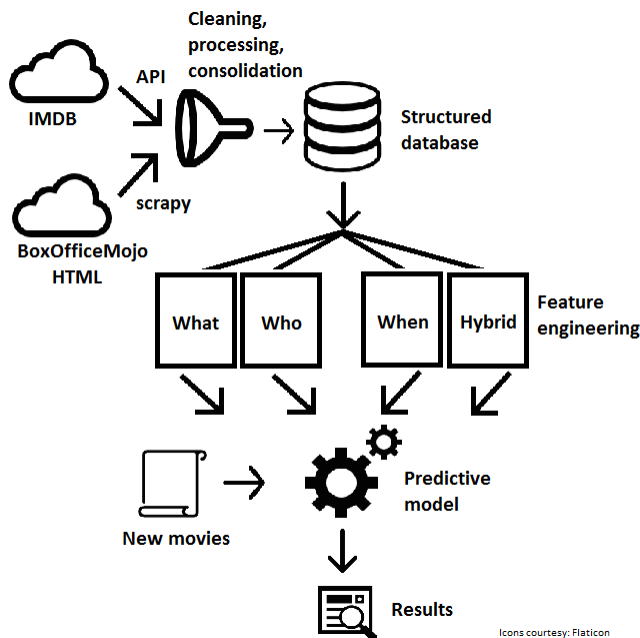 Cleaning,
processing,
consolidation
API
IMDB
Structured
database
scrapy
BoxOfficeMojo
HTML
What
Who
When
Hybrid
Feature
engineering
Predictive
model
New movies
Results
Icons courtesy: Flaticon